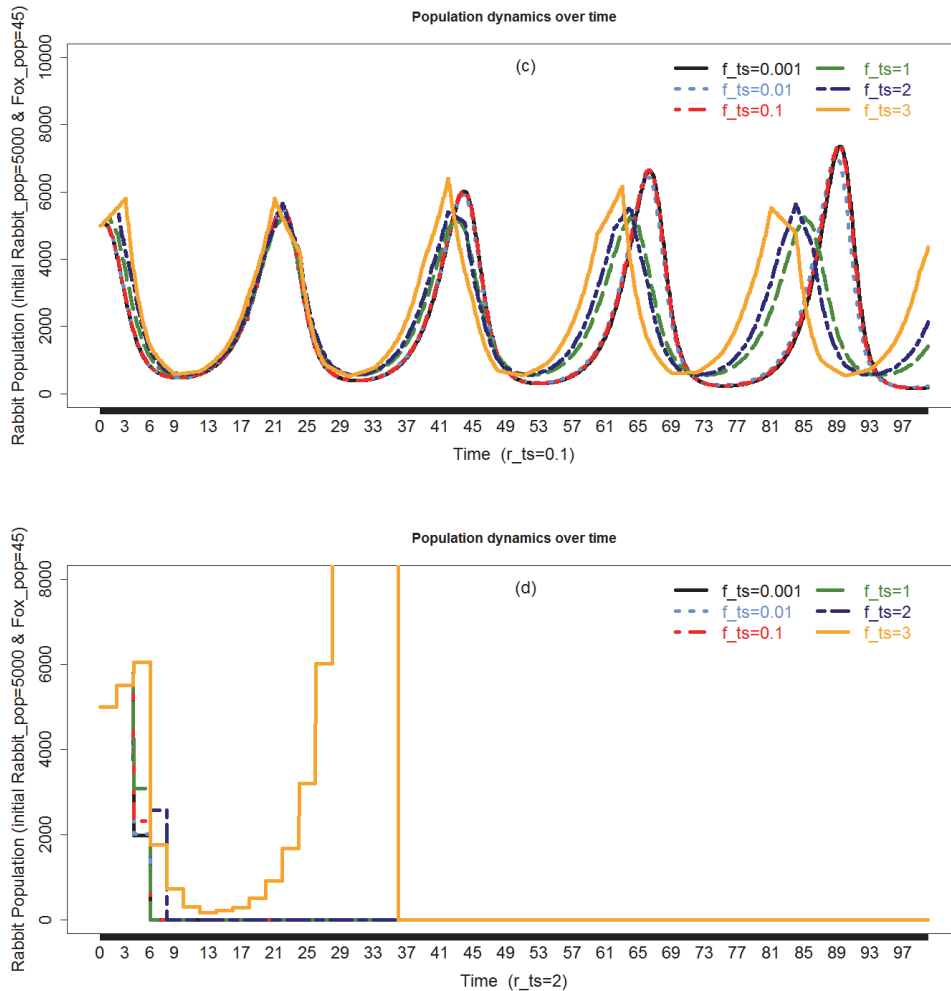 Population dynamics over time
(c)
f_ts=0.001 f_ts=1
f_ts=0.01 f_ts=2
f_ts=0.1 f_ts=3
Rabbit Population (initial Rabbit_pop=5000 & Fox_pop=45)
10000
8000
6000
4000
2000
0
0 3 6 9 13 17 21 25 29 33 37 41 45 49 53 57 61 65 69 73 77 81 85 89 93 97
Time (r_ts=0.1)
Population dynamics over time
(d)
f_ts=0.001 f_ts=1
f_ts=0.01 f_ts=2
f_ts=0.1 f_ts=3
Rabbit Population (initial Rabbit_pop=5000 & Fox_pop=45)
8000
6000
4000
2000
0
0 3 6 9 13 17 21 25 29 33 37 41 45 49 53 57 61 65 69 73 77 81 85 89 93 97
Time (r_ts=2)